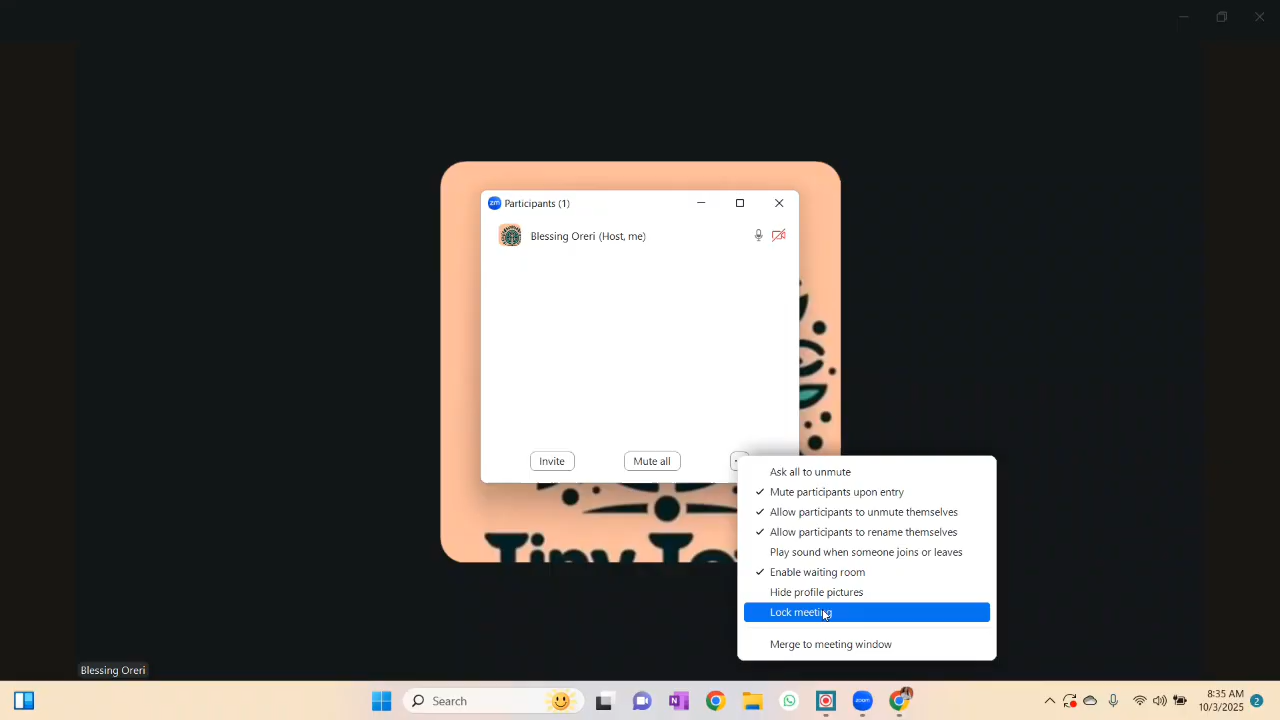 zm Participants (1)
Blessing Oreri (Host, me)
Invite
Mute all
Ask all to unmute
Mute participants upon entry
Allow participants to unmute themselves
Allow participants to rename themselves
Play sound when someone joins or leaves
Enable waiting room
Hide profile pictures
Lock meeting
Merge to meeting window
Blessing Oreri
Search
zoom
8:35 AM
10/3/2025
2